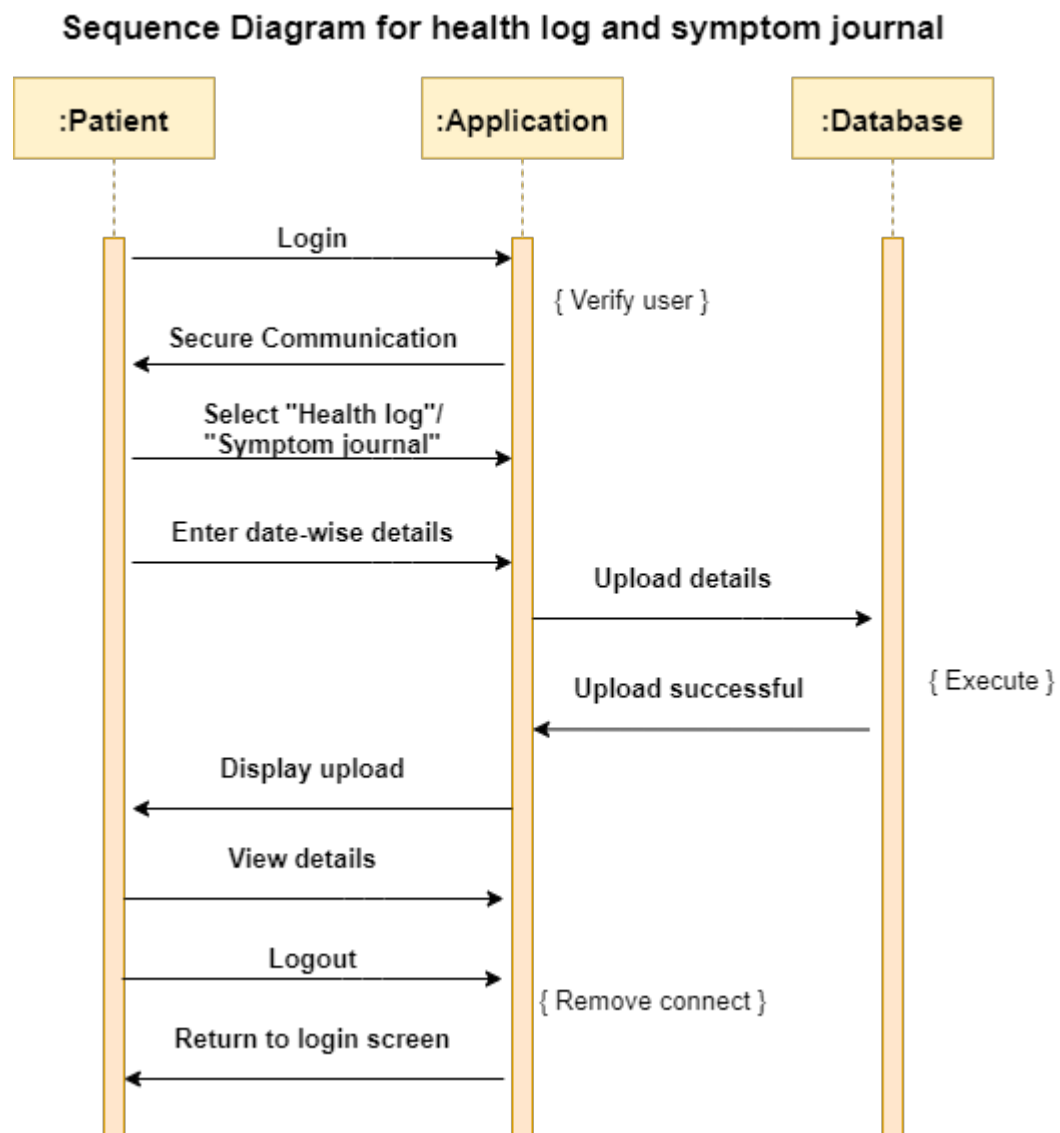 Sequence Diagram for health log and symptom journal
:Patient
:Application
:Database
Login
{ Verify user }
Secure Communication
Select "Health log"/
"Symptom journal"
Enter date-wise details
Upload details
{ Execute }
Upload successful
Display upload
View details
Logout
{ Remove connect }
Return to login screen